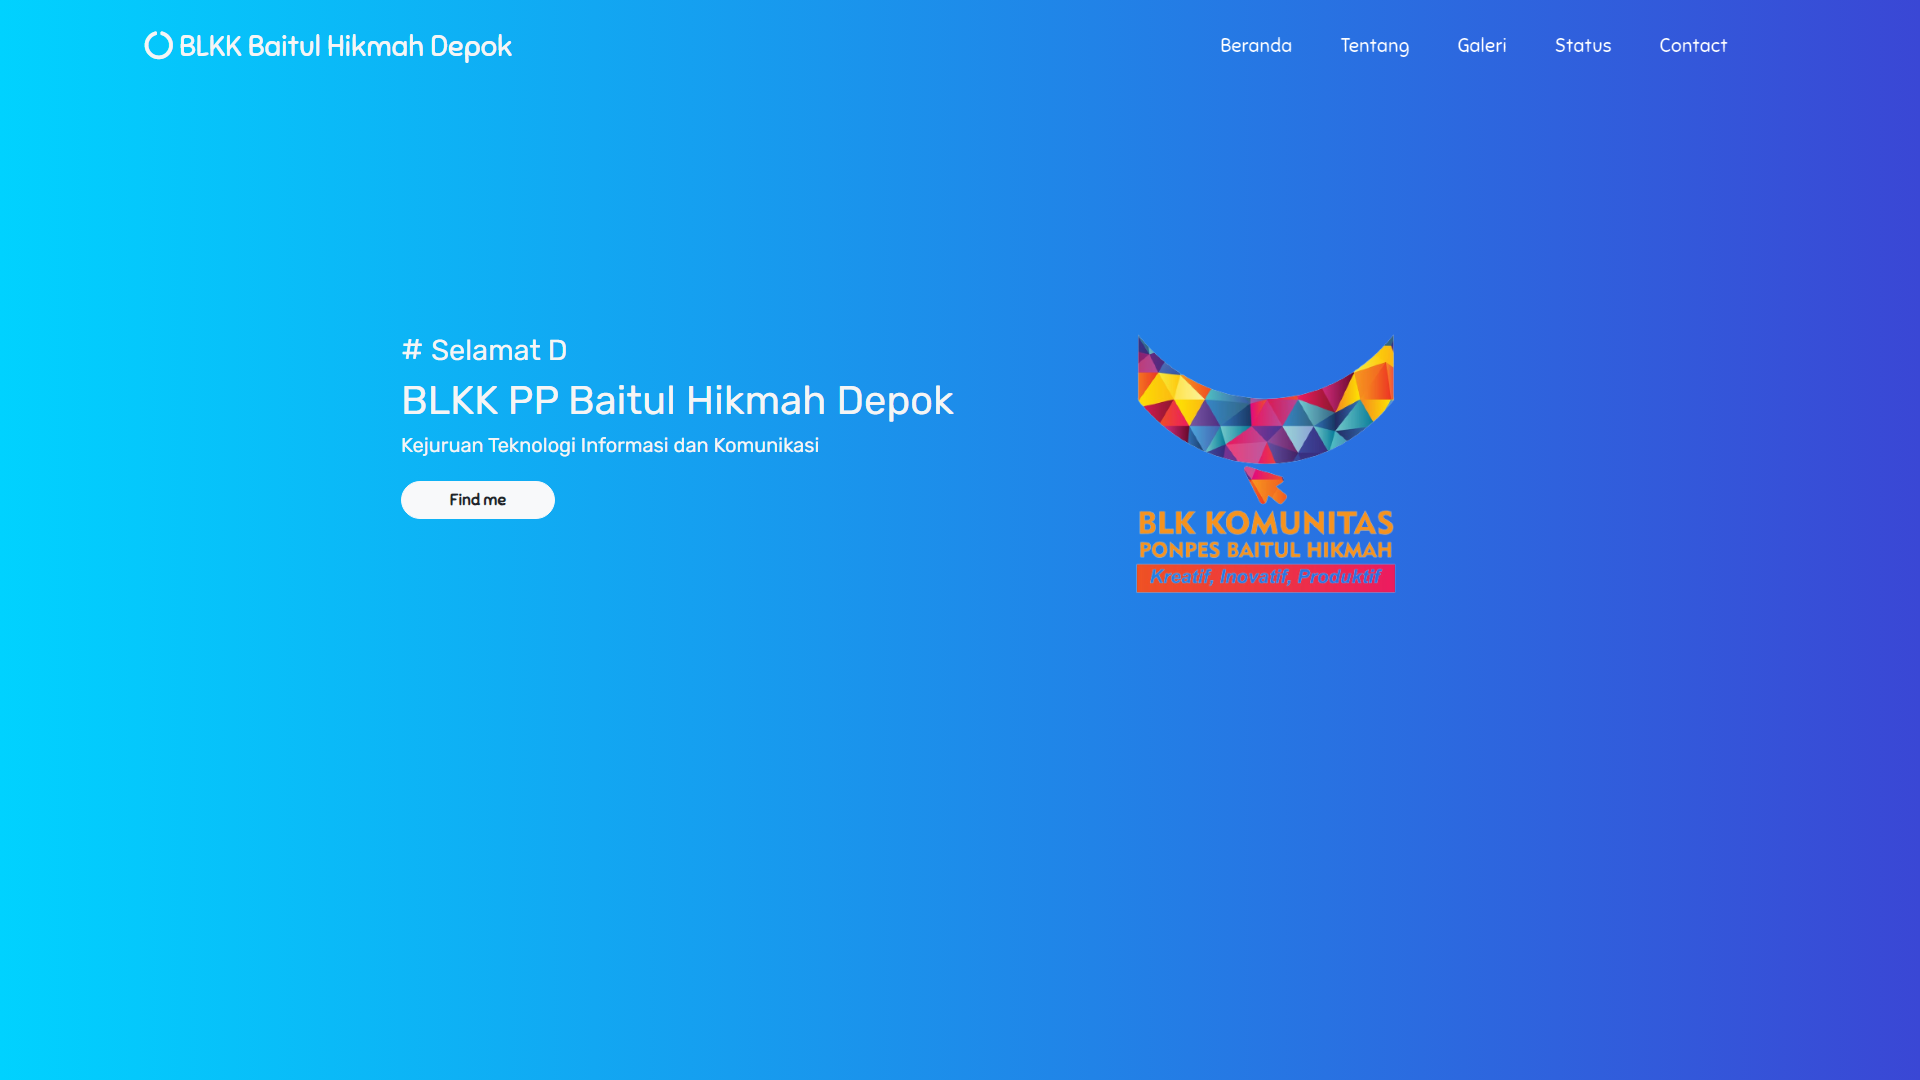 BLKK Baitul Hikmah Depok
Beranda Tentang Galeri Status Contact
# Selamat D
BLKK PP Baitul Hikmah Depok
Kejuruan Teknologi Informasi dan Komunikasi
Find me
BLK KOMUNITAS
PONPES BAITUL HIKMAH
Kreatif, Inovatif, Produktif